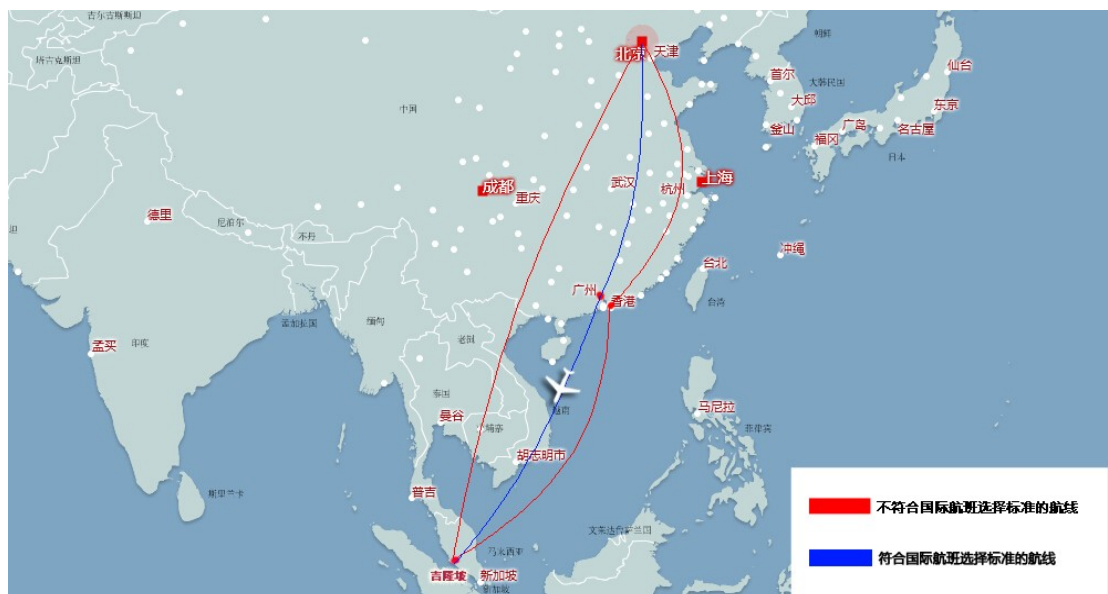 吉尔吉斯斯坦
塔吉克斯坦
中国
北京
天津
朝鲜
首尔
大韩民国
大邱
釜山
仙台
东京
名古屋
广岛
福冈
日本
成都
重庆
武汉
杭州
上海
德里
尼泊尔
不丹
冲绳
台北
台湾
广州
香港
孟加拉国
缅甸
老挝
孟买
印度
泰国
越南
曼谷
柬埔寨
马尼拉
菲律宾
胡志明市
普吉
斯里兰卡
文莱达鲁萨兰国
马来西亚
吉隆坡
新加坡
新加坡
不符合国际航班选择标准的航线
符合国际航班选择标准的航线